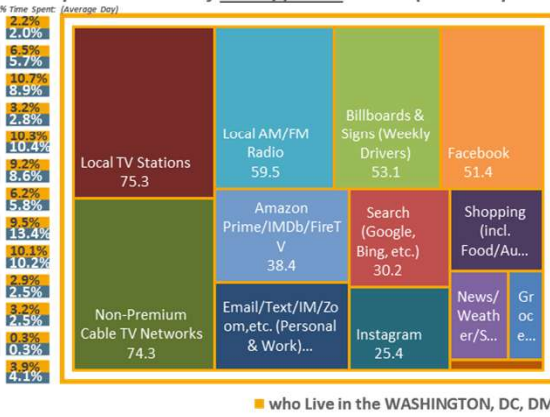 % Time Spent: (Average Day)
2.2%
2.0%
6.5%
5.7%
10.7%
8.9%
3.2%
2.8%
10.3%
10.4%
9.2%
8.6%
6.2%
5.8%
9.5%
13.4%
10.1%
10.2%
2.9%
2.5%
3.2%
2.5%
0.3%
0.3%
3.9%
4.1%
Local TV Stations
75.3
Local AM/FM
Radio
59.5
Billboards &
Signs (Weekly
Drivers)
53.1
Facebook
51.4
Non-Premium
Cable TV Networks
74.3
Amazon
Prime/IMDb/FireT
V
38.4
Search
(Google,
Bing, etc.)
30.2
Shopping
(incl.
Food/Au...
Email/Text/IM/Zo
om,etc. (Personal
& Work)...
Instagram
25.4
News/
Weath
er/S...
Gr
oc
e...
who Live in the WASHINGTON, DC, DM